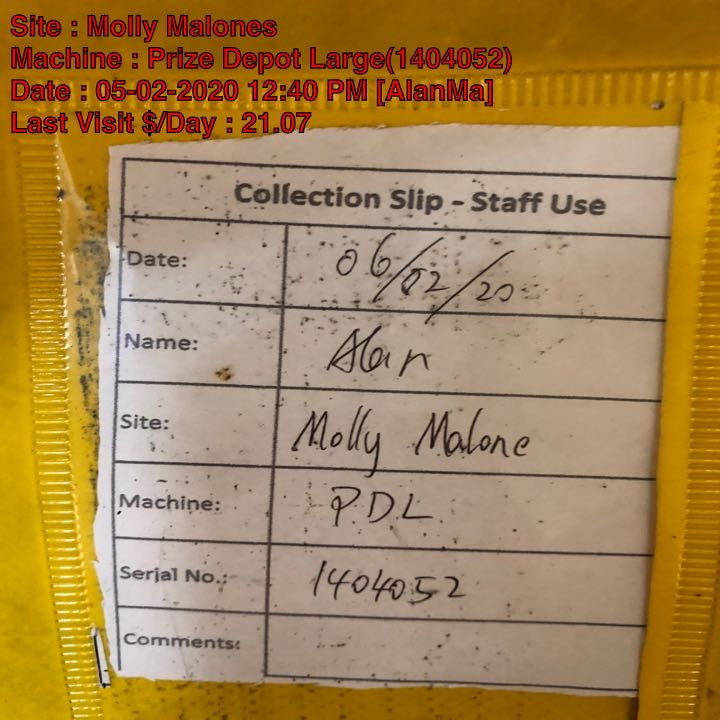 Site : Molly Malones
Machine : Prize Depot Large(1404052)
Date : 05-02-2020 12:40 PM [AlanMa]
Last Visit $/Day : 21.07
Collection Slip - Staff Use
Date: 06/02/20
Name: Alan
Site: Molly Malone
Machine: PDL
Serial No.: 1404052
Comments: